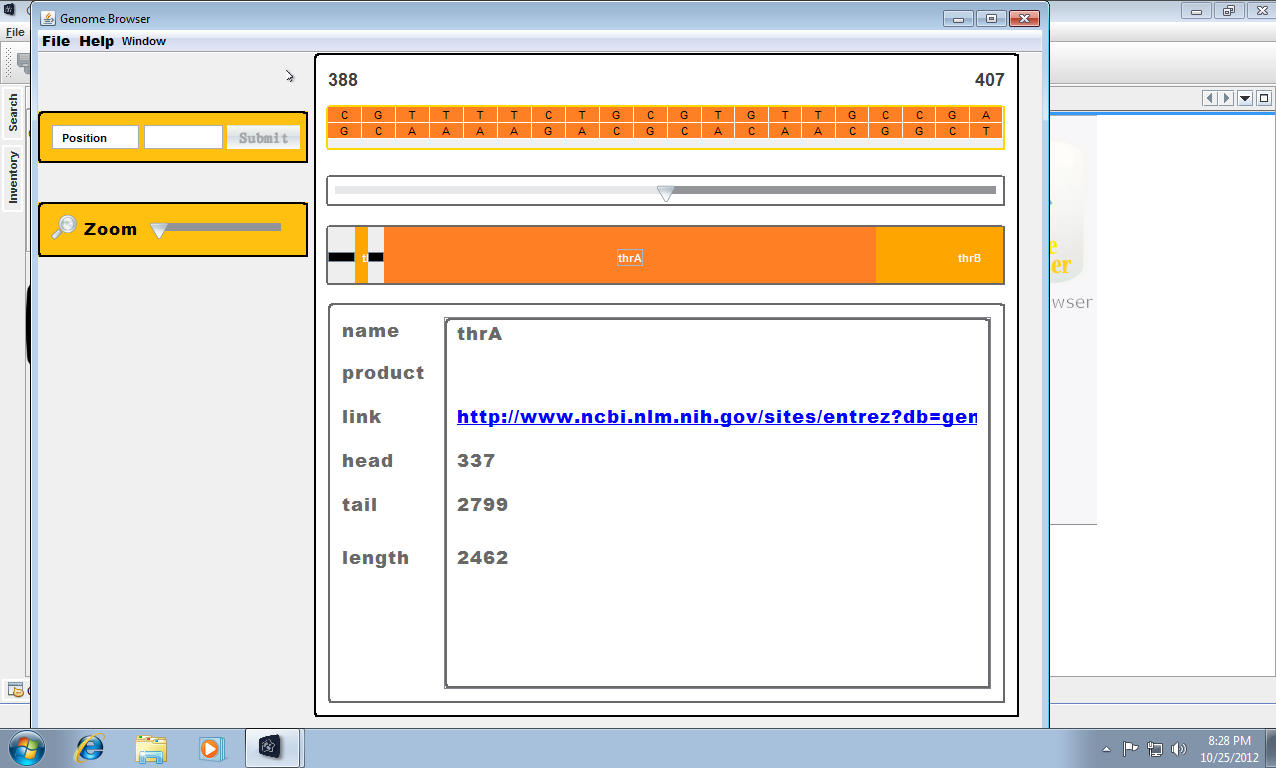 Genome Browser
File
File Help Window
Search
Inventory
Position
Submit
Zoom
388 407
C G T T T T C T G C G T G T T G C C G A
G C A A A A G A C G C A C A A C G G C T
t thrA thrB
name thrA
product
link http://www.ncbi.nlm.nih.gov/sites/entrez?db=gen
head 337
tail 2799
length 2462
e
er
wser
8:28 PM
10/25/2012